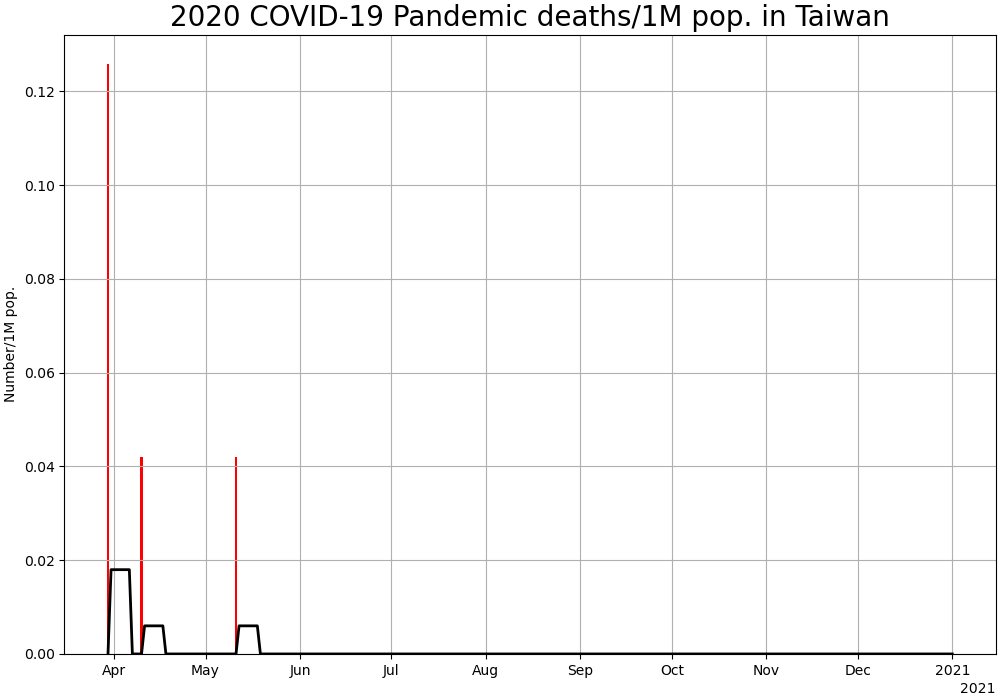 2020 COVID-19 Pandemic deaths/1M pop. in Taiwan
Number/1M pop.
0.12
0.10
0.08
0.06
0.04
0.02
0.00
Apr May Jun Jul Aug Sep Oct Nov Dec 2021
2021